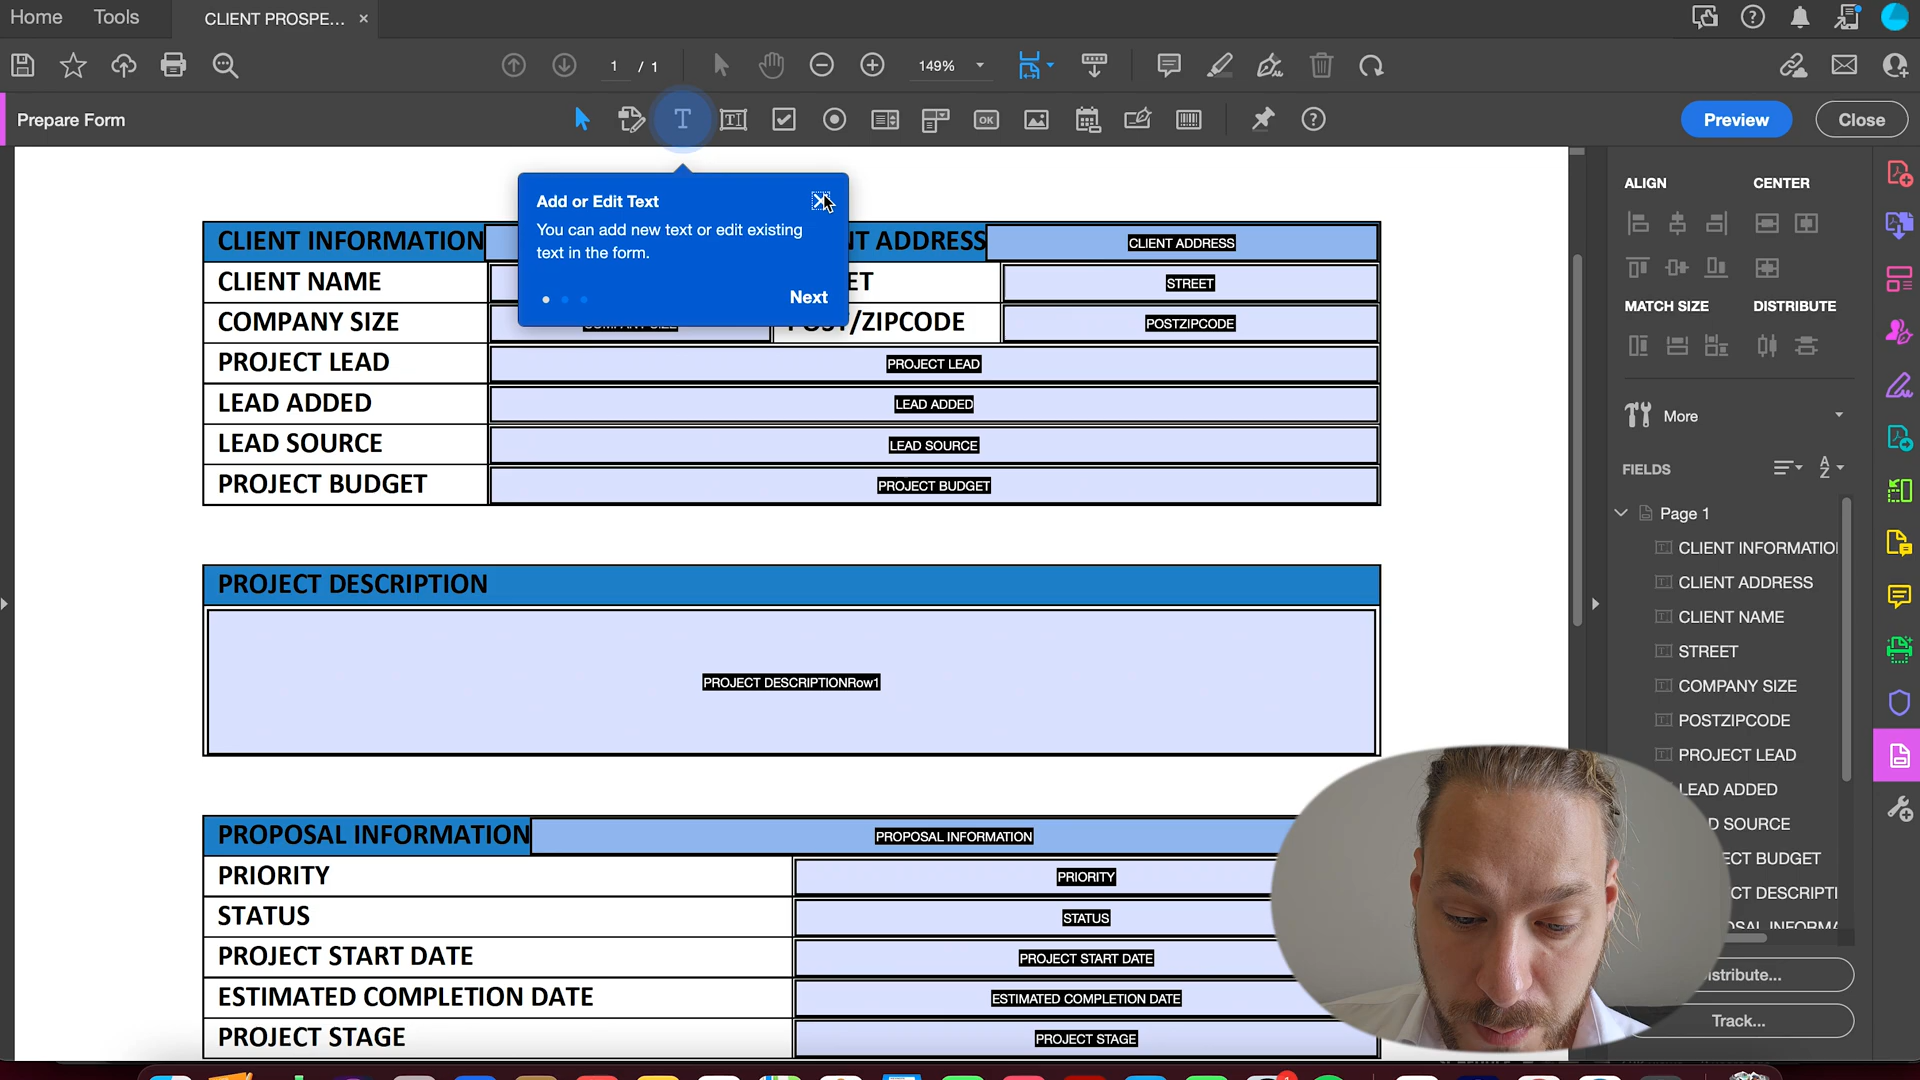 Home Tools CLIENT PROSPE... ×
1 / 1 149%
Prepare Form OK Preview Close
Add or Edit Text
You can add new text or edit existing
text in the form.
Next
CLIENT INFORMATION ADDRESS CLIENT ADDRESS
CLIENT NAME STREET
COMPANY SIZE COMPANY SIZE POST/ZIPCODE POSTZIPCODE
PROJECT LEAD PROJECT LEAD
LEAD ADDED LEAD ADDED
LEAD SOURCE LEAD SOURCE
PROJECT BUDGET PROJECT BUDGET
PROJECT DESCRIPTION
PROJECT DESCRIPTIONRow1
PROPOSAL INFORMATION PROPOSAL INFORMATION
PRIORITY PRIORITY
STATUS STATUS
PROJECT START DATE PROJECT START DATE
ESTIMATED COMPLETION DATE ESTIMATED COMPLETION DATE
PROJECT STAGE PROJECT STAGE
ALIGN CENTER
MATCH SIZE DISTRIBUTE
More
FIELDS
Page 1
CLIENT INFORMATIO
CLIENT ADDRESS
CLIENT NAME
STREET
COMPANY SIZE
POSTZIPCODE
PROJECT LEAD
LEAD ADDED
D SOURCE
ECT BUDGET
CT DESCRIPTI
OSAL INFORMA
istribute...
Track...